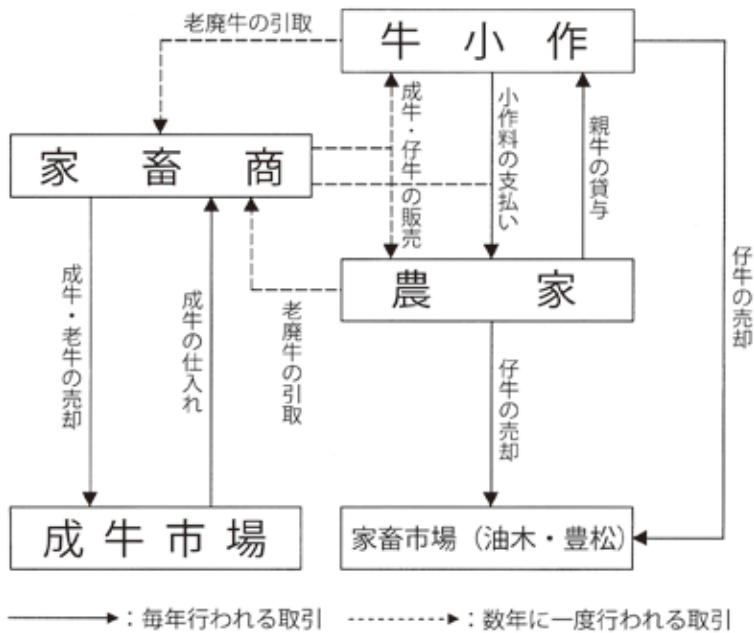 老廃牛の引取
牛小作
成牛・仔牛の販売
小作料の支払い
親牛の貸与
家畜商
仔牛の売却
農家
成牛・老牛の売却
成牛の仕入れ
老廃牛の引取
仔牛の売却
成牛市場
家畜市場（油木・豊松）
：毎年行われる取引
：数年に一度行われる取引